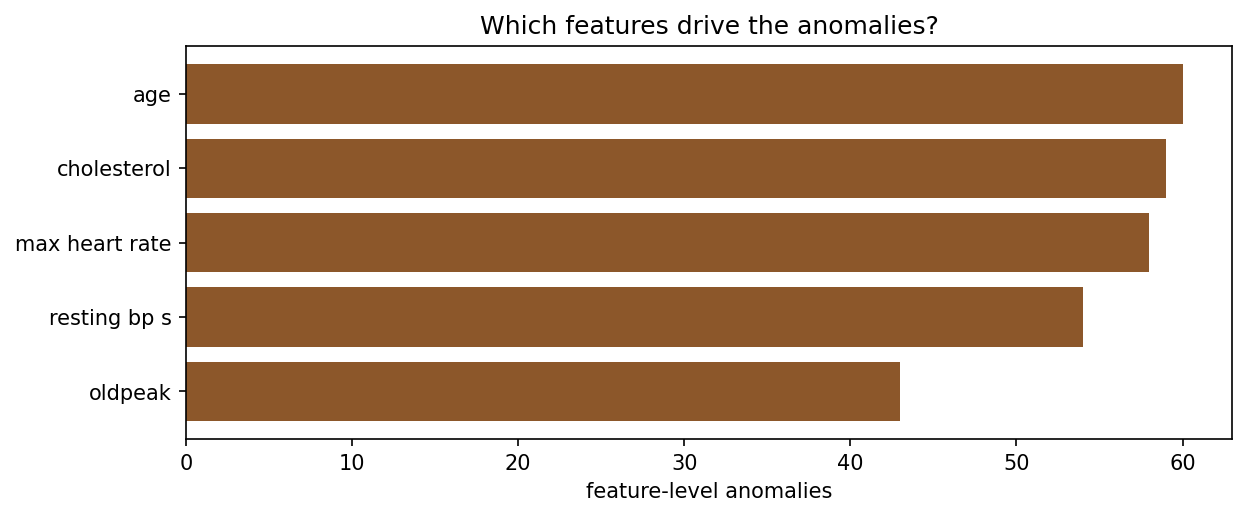 Which features drive the anomalies?
age
cholesterol
max heart rate
resting bp s
oldpeak
0 10 20 30 40 50 60
feature-level anomalies